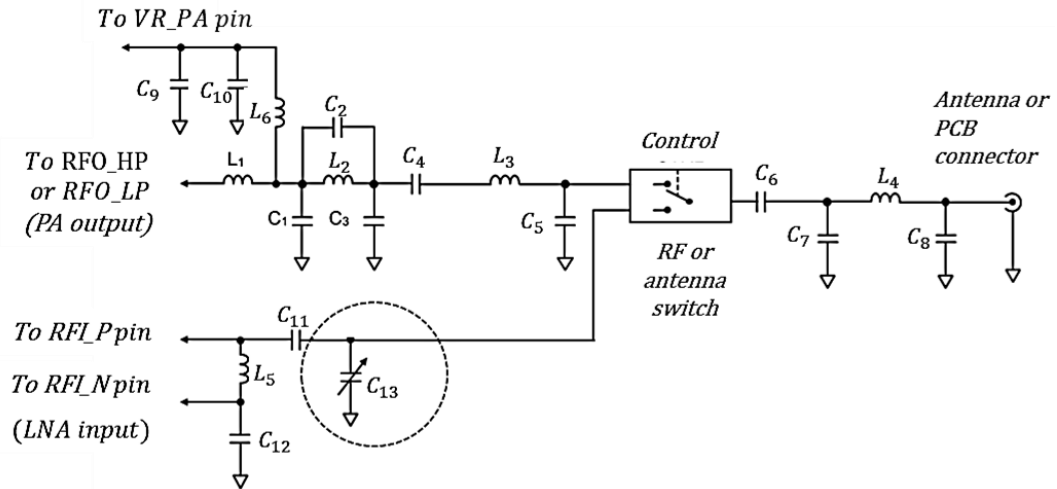 To VR_PA pin
C9
C10
L6
C2
Antenna or
PCB
connector
Control
To RFO_HP
or RFO_LP
(PA output)
L1
L2
C4
L3
C6
L4
C1
C3
C5
C7
C8
RF or
antenna
switch
To RFI_P pin
C11
L5
C13
To RFI_N pin
(LNA input)
C12